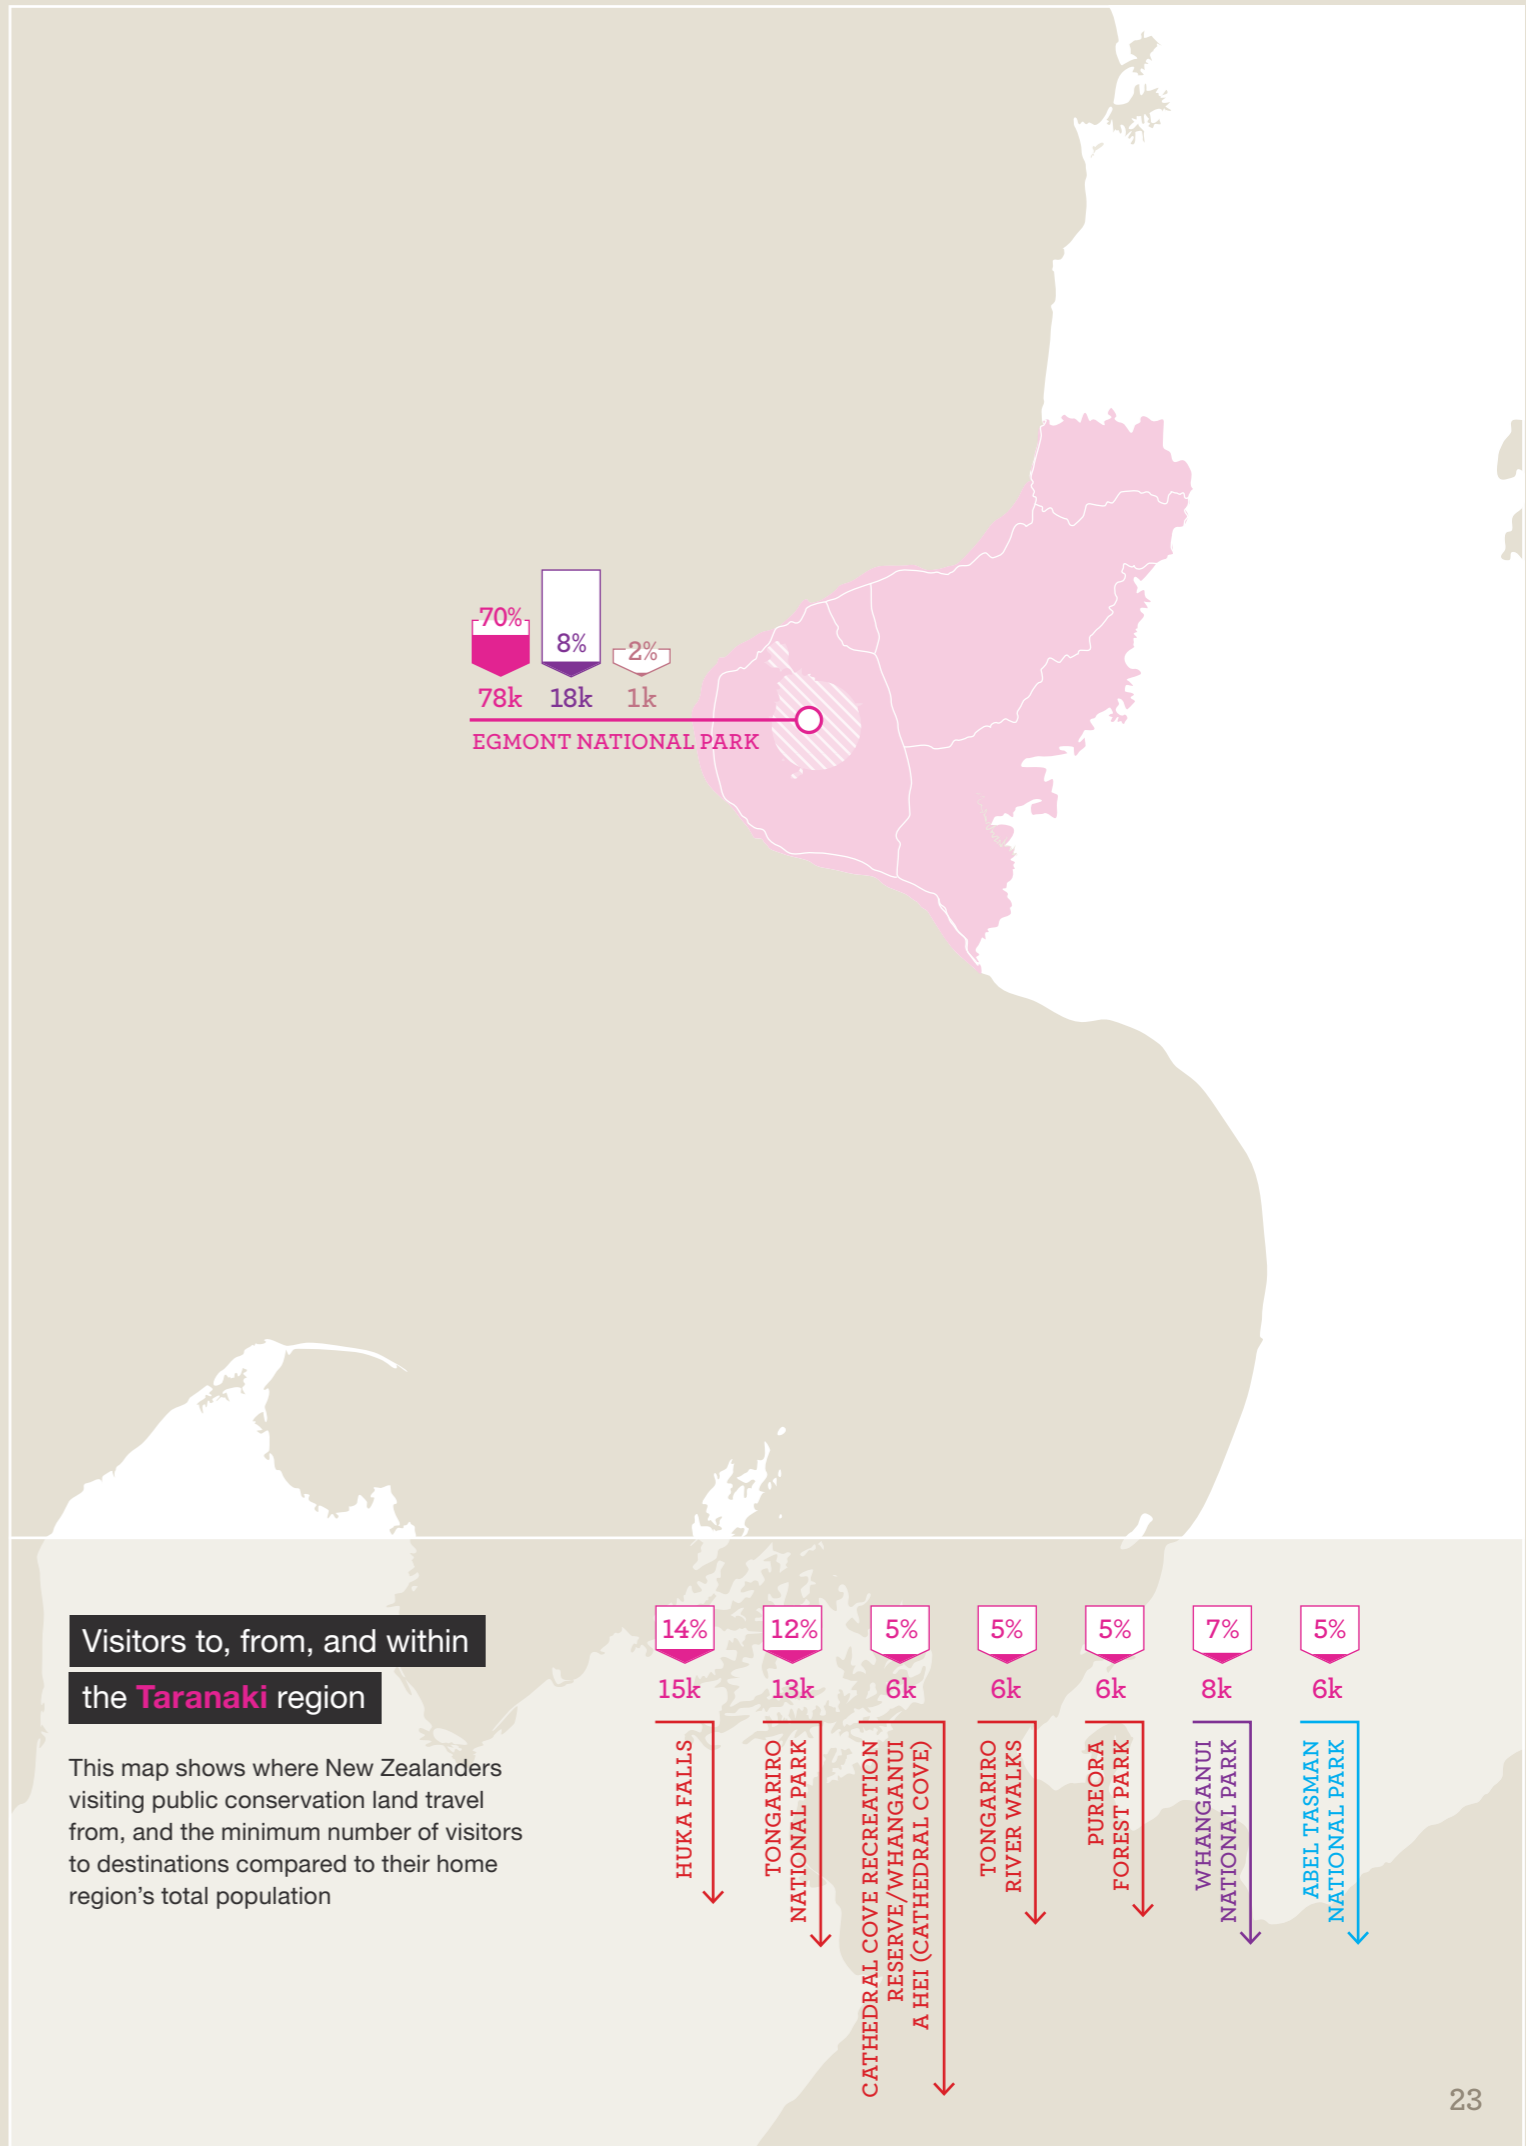 70%
8%
2%
78k
18k
1k
EGMONT NATIONAL PARK
Visitors to, from, and within
the Taranaki region
This map shows where New Zealanders
visiting public conservation land travel
from, and the minimum number of visitors
to destinations compared to their home
region's total population
14%
15k
HUKA FALLS
12%
13k
TONGARIRO
NATIONAL PARK
5%
6k
CATHEDRAL COVE RECREATION
RESERVE/WHANGANUI
A HEI (CATHEDRAL COVE)
5%
6k
TONGARIRO
RIVER WALKS
5%
6k
PUREORA
FOREST PARK
7%
8k
WHANGANUI
NATIONAL PARK
5%
6k
ABEL TASMAN
NATIONAL PARK
23